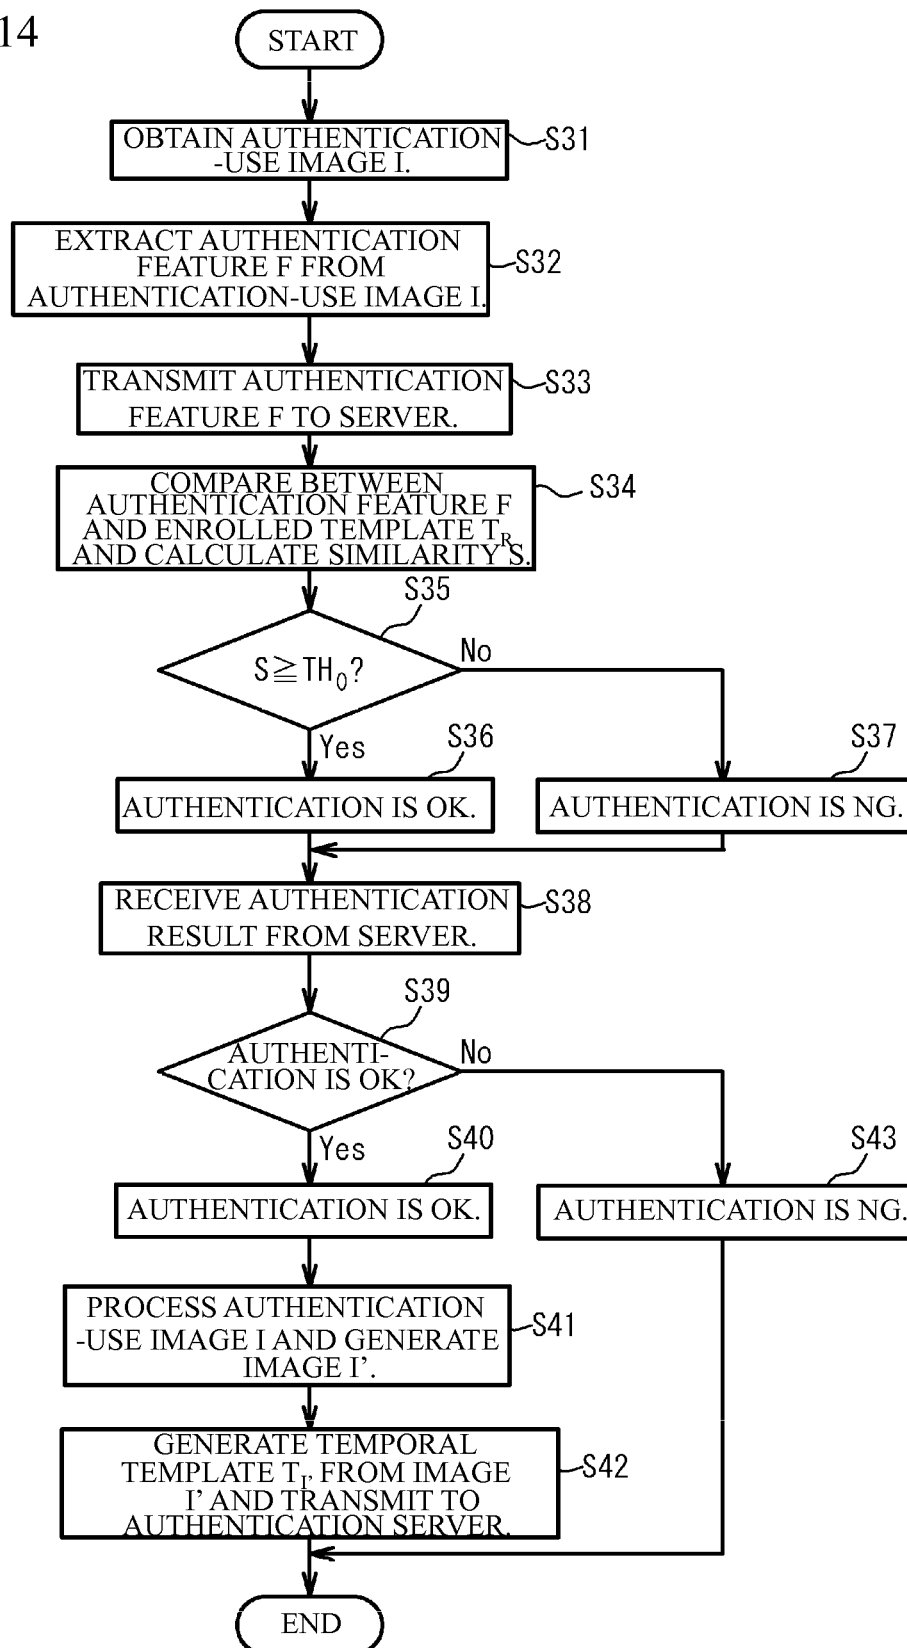 14
START
OBTAIN AUTHENTICATION
-USE IMAGE I.
S31
EXTRACT AUTHENTICATION
FEATURE F FROM
AUTHENTICATION-USE IMAGE I.
S32
TRANSMIT AUTHENTICATION
FEATURE F TO SERVER.
S33
COMPARE BETWEEN
AUTHENTICATION FEATURE F
AND ENROLLED TEMPLATE T_R
AND CALCULATE SIMILARITY S.
S34
S35
S≧TH_0?
No
Yes
S36
AUTHENTICATION IS OK.
S37
AUTHENTICATION IS NG.
RECEIVE AUTHENTICATION
RESULT FROM SERVER.
S38
S39
AUTHENTI-
CATION IS OK?
No
Yes
S40
AUTHENTICATION IS OK.
S43
AUTHENTICATION IS NG.
PROCESS AUTHENTICATION
-USE IMAGE I AND GENERATE
IMAGE I'.
S41
GENERATE TEMPORAL
TEMPLATE T_I' FROM IMAGE
I' AND TRANSMIT TO
AUTHENTICATION SERVER.
S42
END